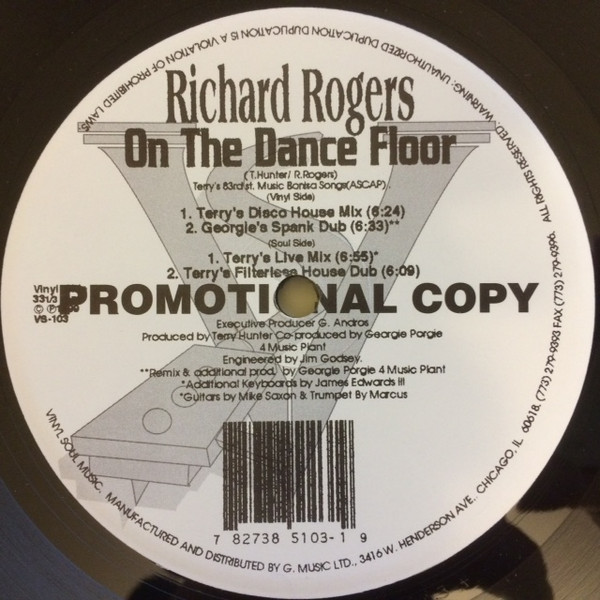 WARNING: UNAUTHORIZED DUPLICATION IS A VIOLATION OF PROHIBITED LAWS.
ALL RIGHTS RESERVED
Richard Rogers
On The Dance Floor
(T.Hunter/ R.Rogers)
Terry's 83rd st. Music Bonisa Songs(ASCAP)
(Vinyl Side)
1. Terry's Disco House Mix (6:24)
2. Georgie's Spank Dub (6:33)**
(Soul Side)
1. Terry's Live Mix (6:55)*
2. Terry's Filterless House Dub (6:09)
Vinyl
33 1/3
© ℗
VS-103
PROMOTIONAL COPY
Executive Producer G. Andros
Produced by Terry Hunter Co-produced by Georgie Porgie
4 Music Plant
Engineered by Jim Godsey.
**Remix & additional prod. by Georgie Porgie 4 Music Plant
*Additional Keyboards by James Edwards III
*Guitars by Mike Saxon & Trumpet By Marcus
7 82738 5103-1 9
VINYL SOUL MUSIC, MANUFACTURED AND DISTRIBUTED BY G. MUSIC LTD., 3416 W. HENDERSON AVE., CHICAGO, IL 60618. (773) 279-9393 FAX (773) 279-9396.